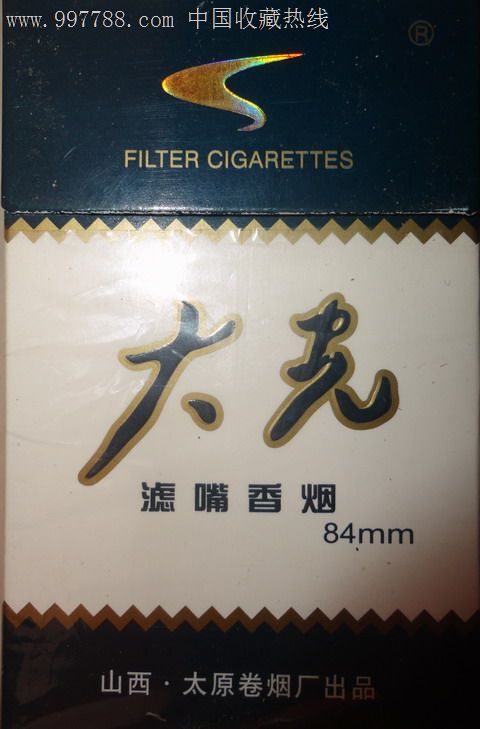 www.997788.com 中国收藏热线
®
FILTER CIGARETTES
大光
滤嘴香烟
84mm
山西·太原卷烟厂出品